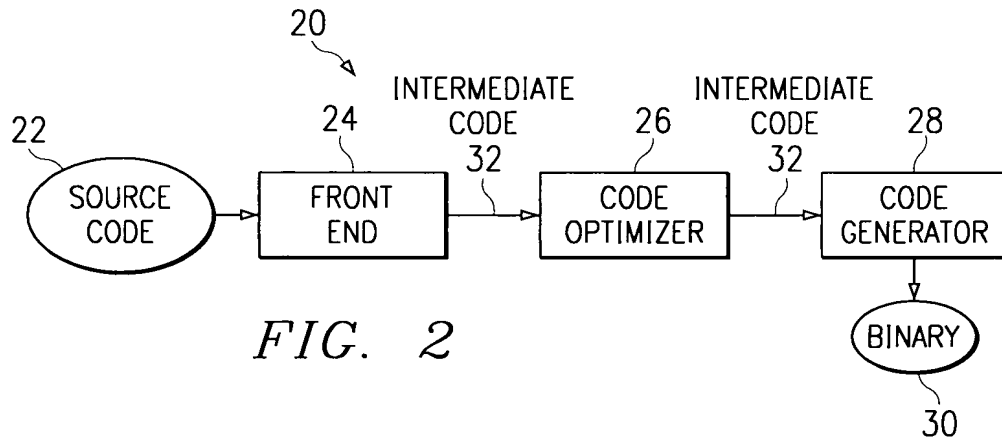 20
INTERMEDIATE
CODE
32
INTERMEDIATE
CODE
32
22
24
26
28
SOURCE
CODE
FRONT
END
CODE
OPTIMIZER
CODE
GENERATOR
BINARY
30
FIG. 2